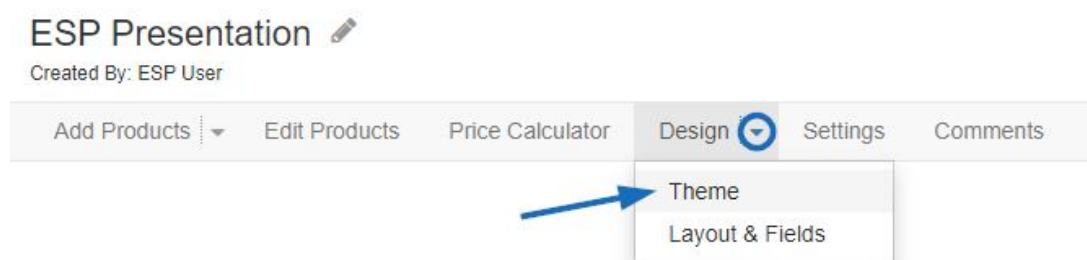 ESP Presentation
Created By: ESP User
Add Products Edit Products Price Calculator Design Settings Comments
Theme
Layout & Fields